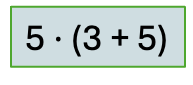 5 · (3 + 5)